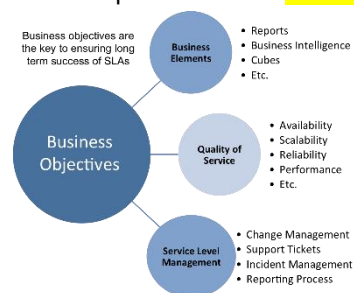 Business objectives are
the key to ensuring long
term success of SLAs
Business
Elements
• Reports
• Business Intelligence
• Cubes
• Etc.
Business
Objectives
Quality of
Service
• Availability
• Scalability
• Reliability
• Performance
• Etc.
Service Level
Management
• Change Management
• Support Tickets
• Incident Management
• Reporting Process